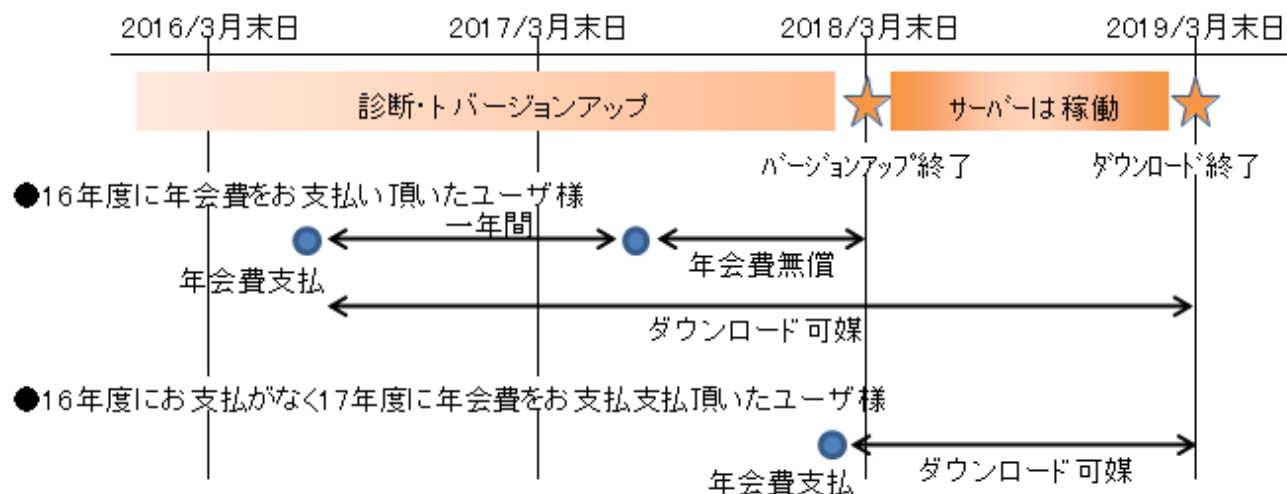 2016/3月末日 2017/3月末日 2018/3月末日 2019/3月末日
診断・トバージョンアップ
サーバーは稼働
バージョンアップ終了
ダウンロード終了
●16年度に年会費をお支払い頂いたユーザ様
一年間
年会費支払
年会費無償
ダウンロード可媒
●16年度にお支払がなく17年度に年会費をお支払支払頂いたユーザ様
年会費支払
ダウンロード可媒